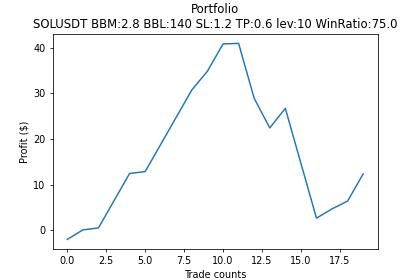 Portfolio
SOLUSDT BBM:2.8 BBL:140 SL:1.2 TP:0.6 lev:10 WinRatio:75.0
40
30
20
10
0
Profit ($)
0.0 2.5 5.0 7.5 10.0 12.5 15.0 17.5
Trade counts